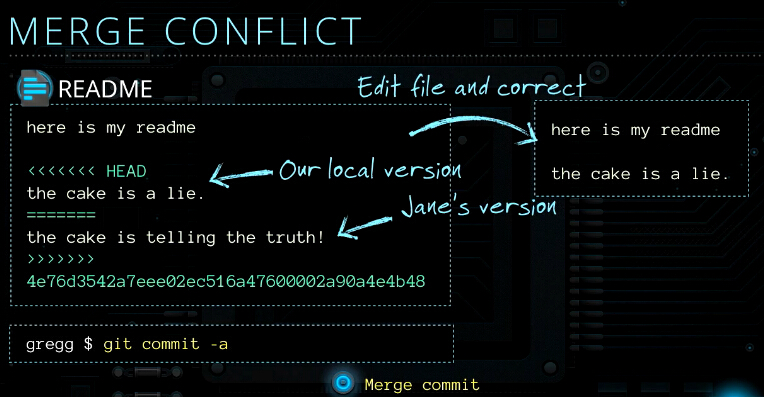 MERGE CONFLICT
README
Edit file and correct
here is my readme
<<<<<<< HEAD
Our local version
the cake is a lie.
=======
Jane's version
the cake is telling the truth!
>>>>>>>
4e76d3542a7eee02ec516a47600002a90a4e4b48
here is my readme
the cake is a lie.
gregg $ git commit -a
Merge commit